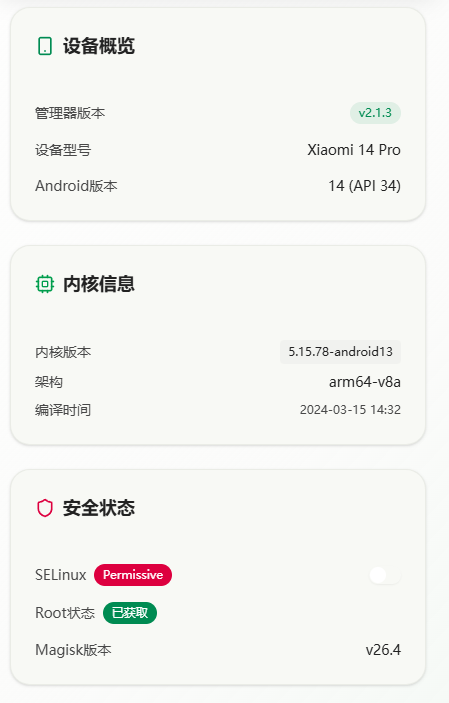 设备概览
管理器版本 v2.1.3
设备型号 Xiaomi 14 Pro
Android版本 14 (API 34)
内核信息
内核版本 5.15.78-android13
架构 arm64-v8a
编译时间 2024-03-15 14:32
安全状态
SELinux Permissive
Root状态 已获取
Magisk版本 v26.4